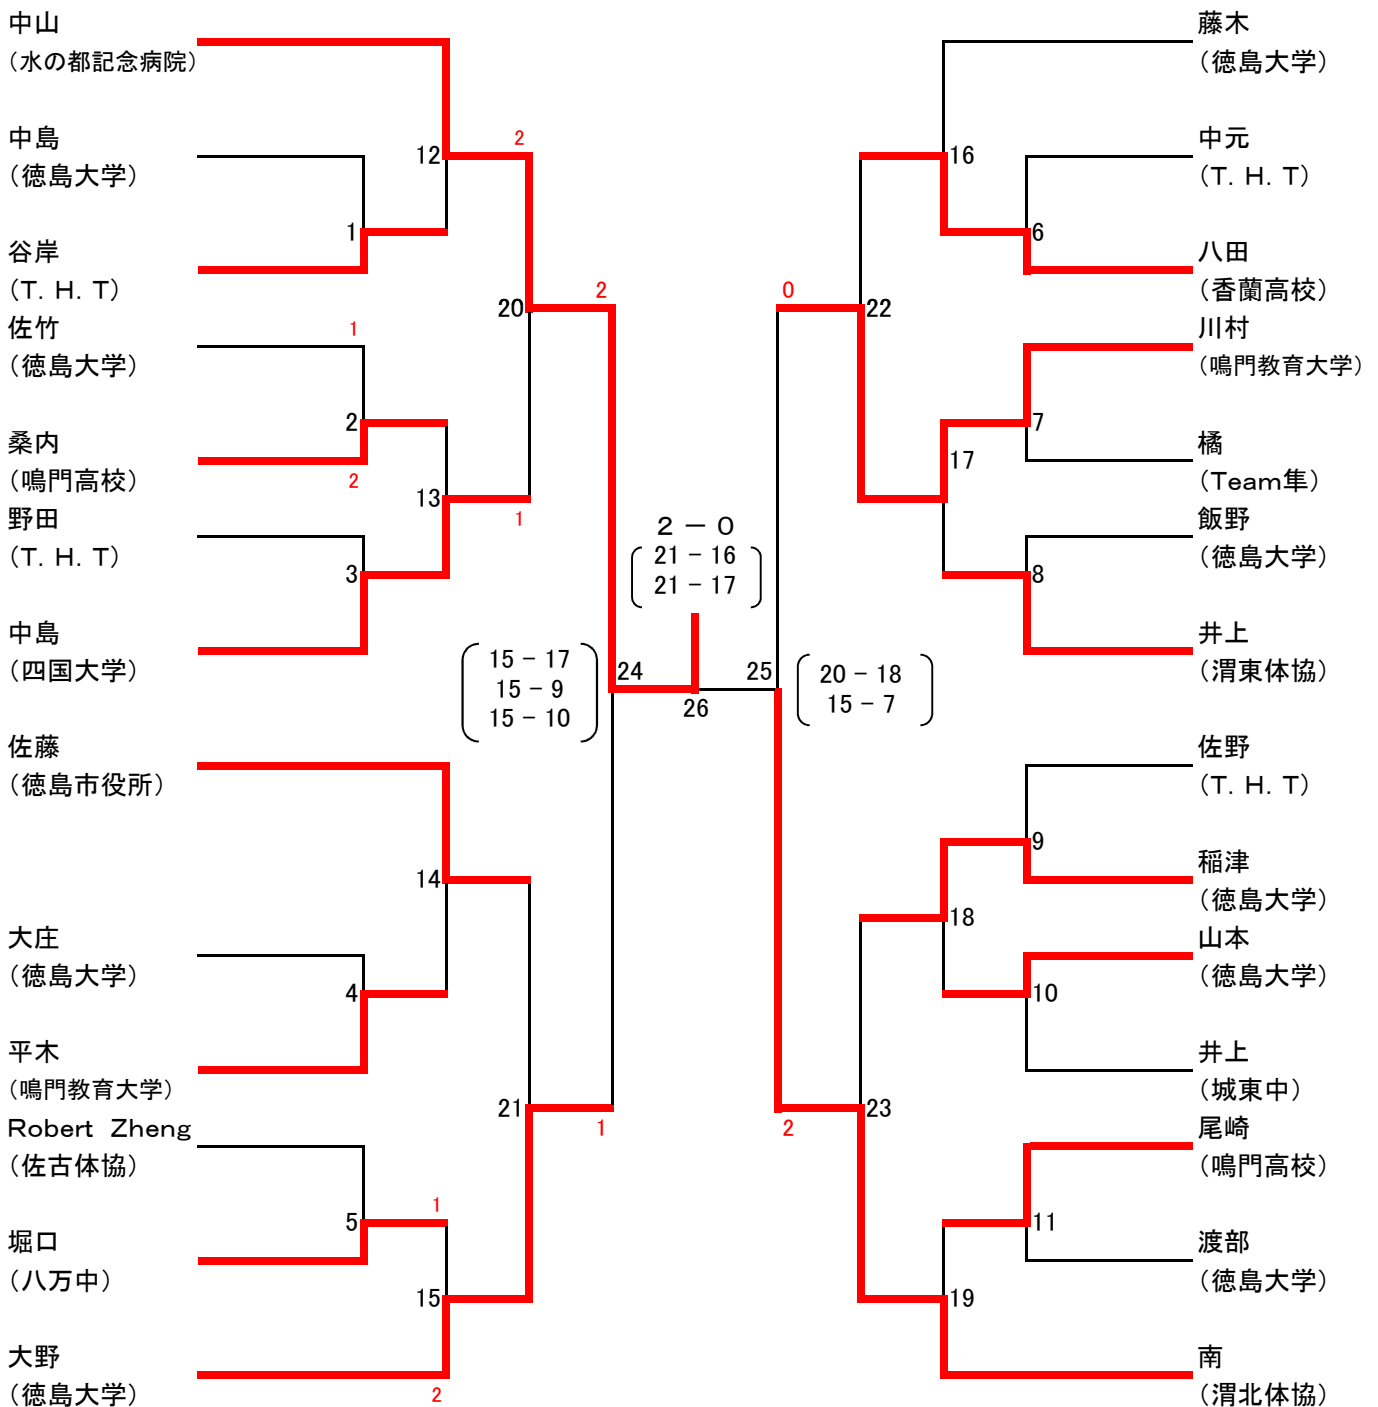 中山
（水の都記念病院）
中島
（徳島大学）
谷岸
（T．H．T）
佐竹
（徳島大学）
桑内
（鳴門高校）
野田
（T．H．T）
中島
（四国大学）
佐藤
（徳島市役所）
大庄
（徳島大学）
平木
（鳴門教育大学）
Robert　Zheng
（佐古体協）
堀口
（八万中）
大野
（徳島大学）
1
2
3
4
5
12
13
14
15
20
21
24
2
1
2
1
1
2
2
1
15 − 17
15 − 9
15 − 10
２ − ０
21 − 16
21 − 17
26
25
20 − 18
15 − 7
0
2
22
23
16
17
18
19
6
7
8
9
10
11
藤木
（徳島大学）
中元
（T．H．T）
八田
（香蘭高校）
川村
（鳴門教育大学）
橘
（Team隼）
飯野
（徳島大学）
井上
（渭東体協）
佐野
（T．H．T）
稲津
（徳島大学）
山本
（徳島大学）
井上
（城東中）
尾崎
（鳴門高校）
渡部
（徳島大学）
南
（渭北体協）